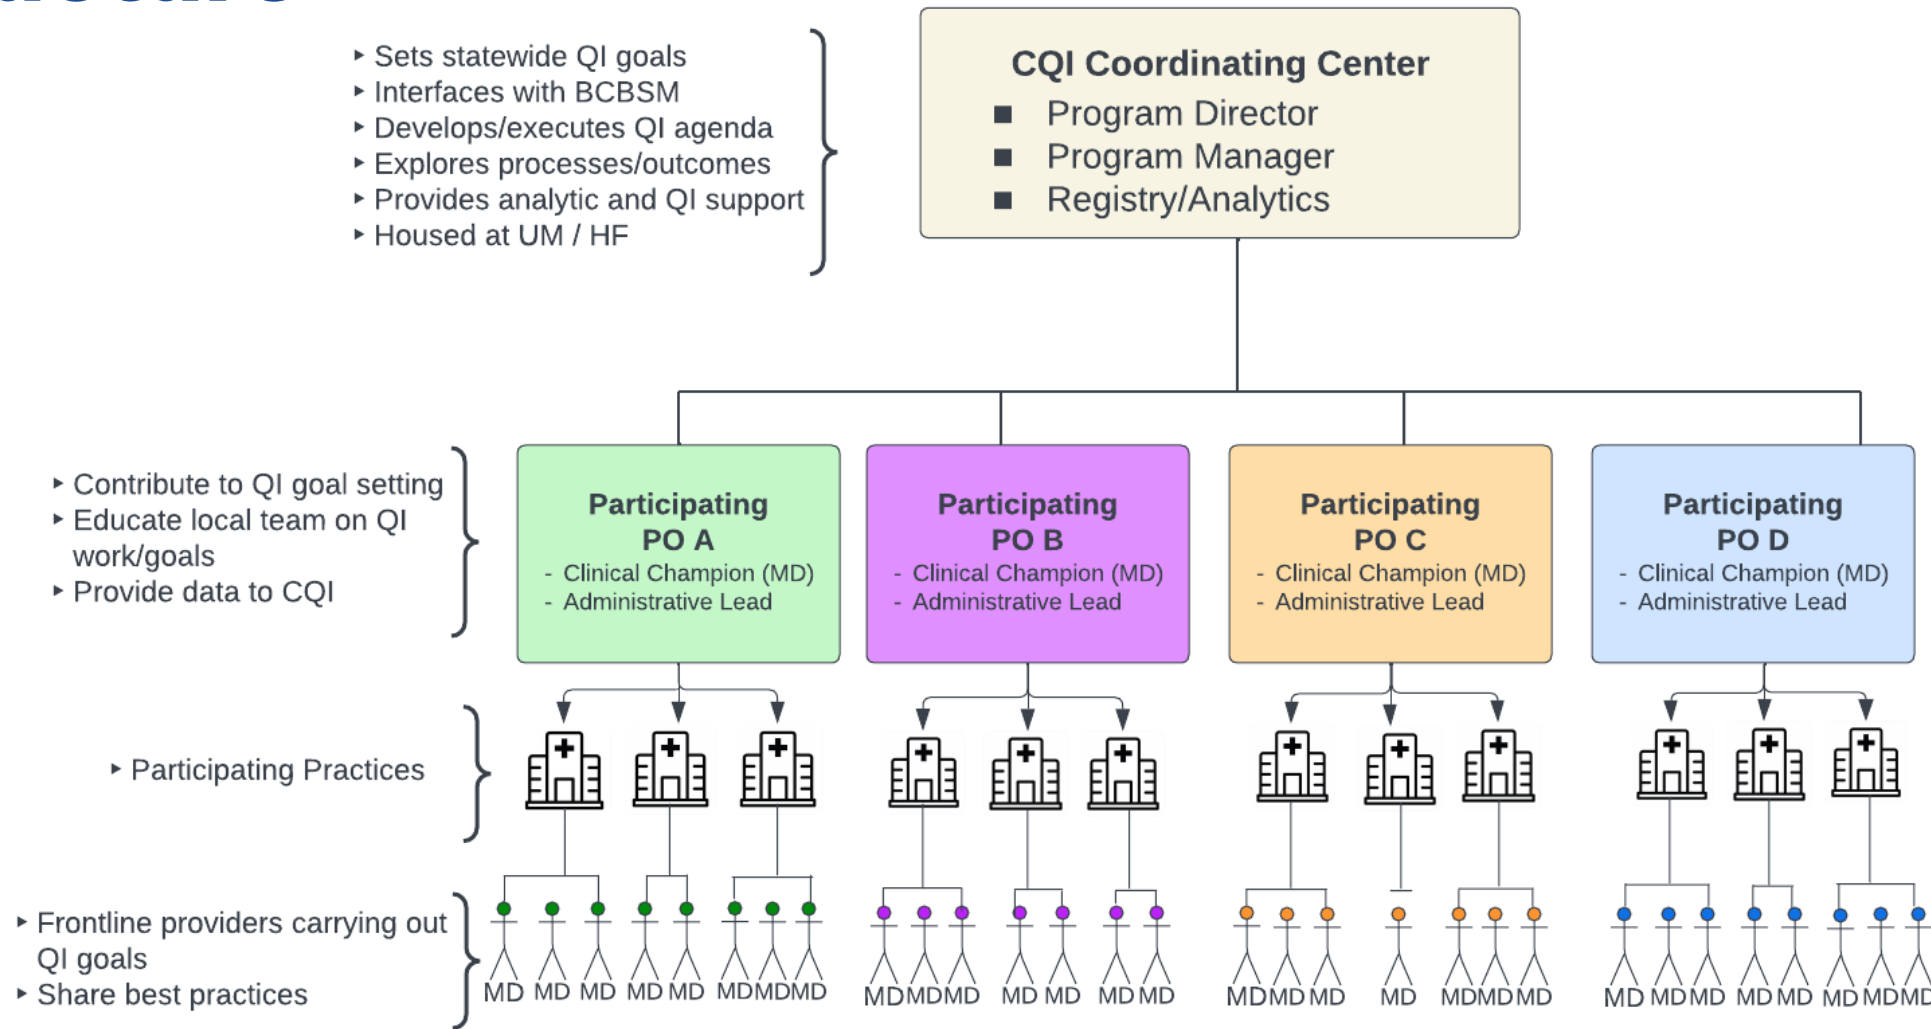 ‣ Sets statewide QI goals
‣ Interfaces with BCBSM
‣ Develops/executes QI agenda
‣ Explores processes/outcomes
‣ Provides analytic and QI support
‣ Housed at UM / HF
CQI Coordinating Center
■ Program Director
■ Program Manager
■ Registry/Analytics
‣ Contribute to QI goal setting
‣ Educate local team on QI
work/goals
‣ Provide data to CQI
Participating
PO A
- Clinical Champion (MD)
- Administrative Lead
Participating
PO B
- Clinical Champion (MD)
- Administrative Lead
Participating
PO C
- Clinical Champion (MD)
- Administrative Lead
Participating
PO D
- Clinical Champion (MD)
- Administrative Lead
‣ Participating Practices
‣ Frontline providers carrying out
QI goals
‣ Share best practices
MD MD MD MD MD MD MD MD
MD MD MD MD MD MD MD
MD MD MD MD MD MD MD
MD MD MD MD MD MD MD MD